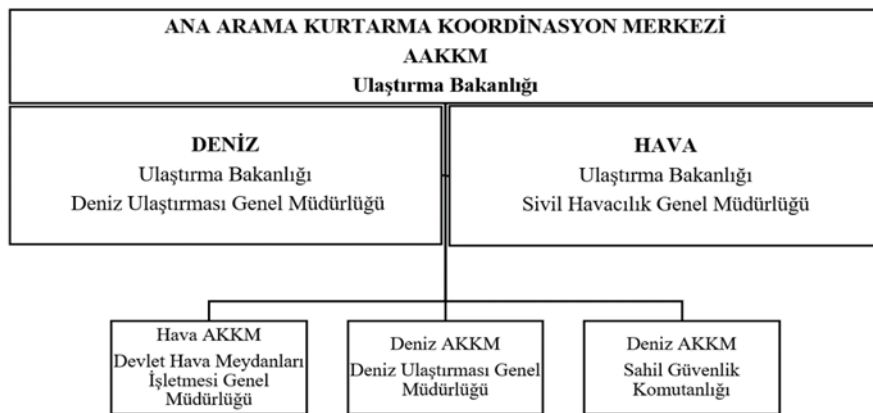 ANA ARAMA KURTARMA KOORDİNASYON MERKEZİ
AAKKM
Ulaştırma Bakanlığı
DENİZ
Ulaştırma Bakanlığı
Deniz Ulaştırması Genel Müdürlüğü
HAVA
Ulaştırma Bakanlığı
Sivil Havacılık Genel Müdürlüğü
Hava AKKM
Devlet Hava Meydanları
İşletmesi Genel
Müdürlüğü
Deniz AKKM
Deniz Ulaştırması Genel
Müdürlüğü
Deniz AKKM
Sahil Güvenlik
Komutanlığı